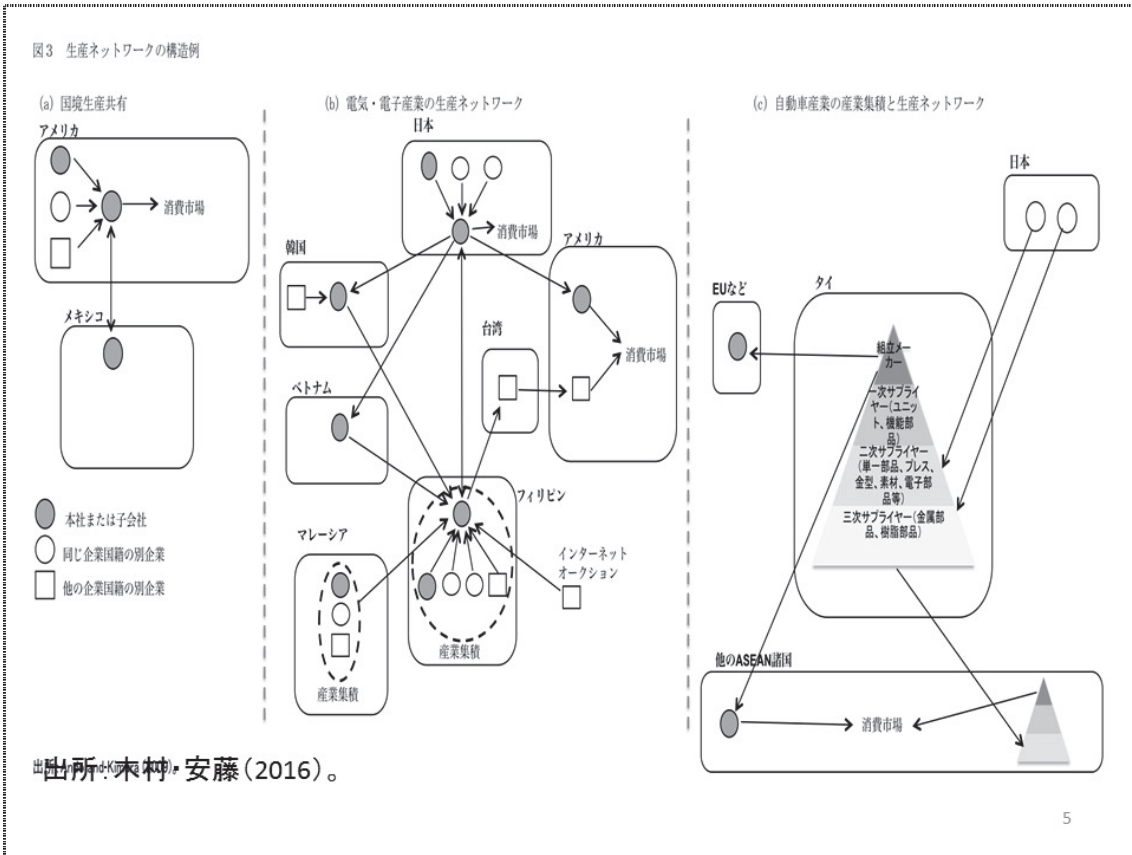 図3 生産ネットワークの構造例
(a) 国境生産共有
アメリカ
消費市場
メキシコ
本社または子会社
同じ企業国籍の別企業
他の企業国籍の別企業
(b) 電気・電子産業の生産ネットワーク
日本
消費市場
韓国
アメリカ
台湾
消費市場
ベトナム
フィリピン
マレーシア
インターネット
オークション
産業集積
産業集積
(c) 自動車産業の産業集積と生産ネットワーク
日本
EUなど
タイ
組立メー
カー
一次サプライ
ヤー(ユニッ
ト、機能部
品)
二次サプライヤー
(単一部品、プレス、
金型、素材、電子部
品等)
三次サプライヤー(金属部
品、樹脂部品)
他のASEAN諸国
消費市場
出所:木村・安藤(2016)。
5